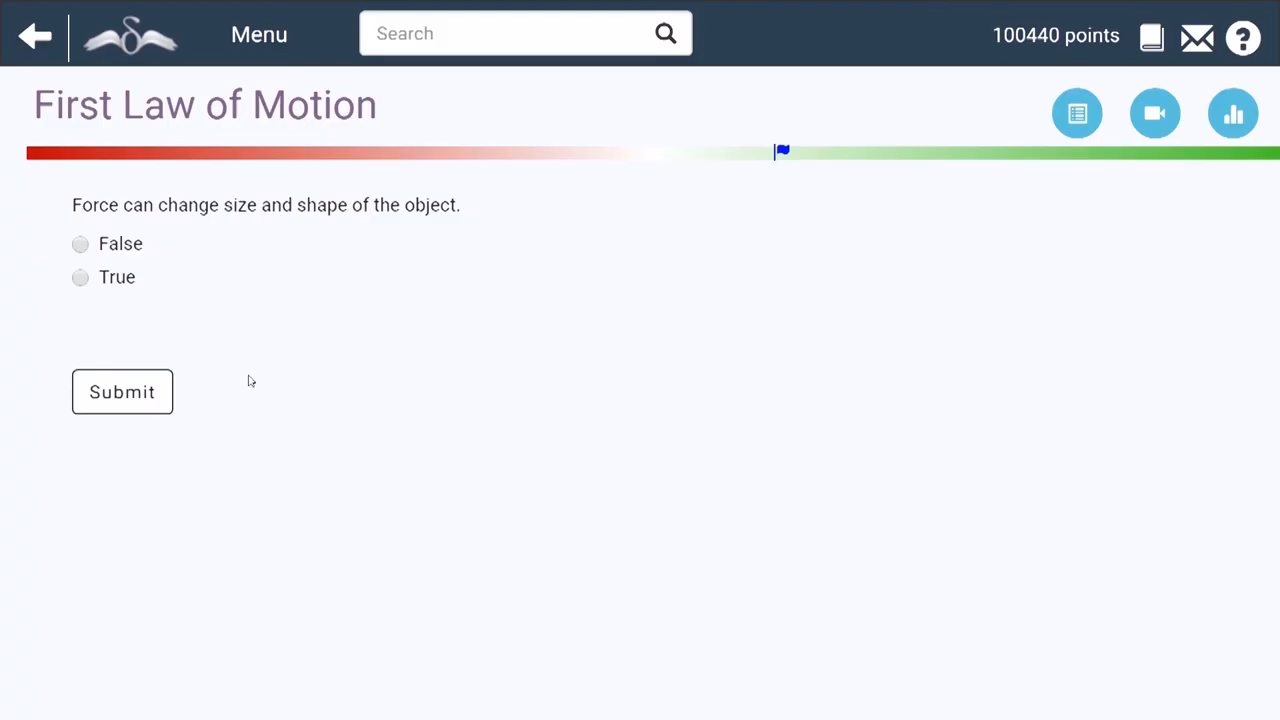 Menu
Search
100440 points
First Law of Motion
Force can change size and shape of the object.
False
True
Submit